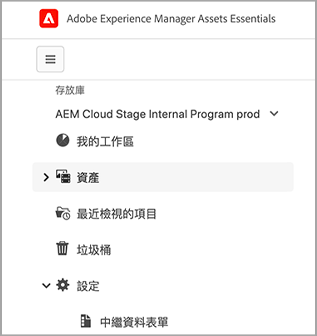 Adobe Experience Manager Assets Essentials
存放庫
AEM Cloud Stage Internal Program prod
我的工作區
資產
最近檢視的項目
垃圾桶
設定
中繼資料表單